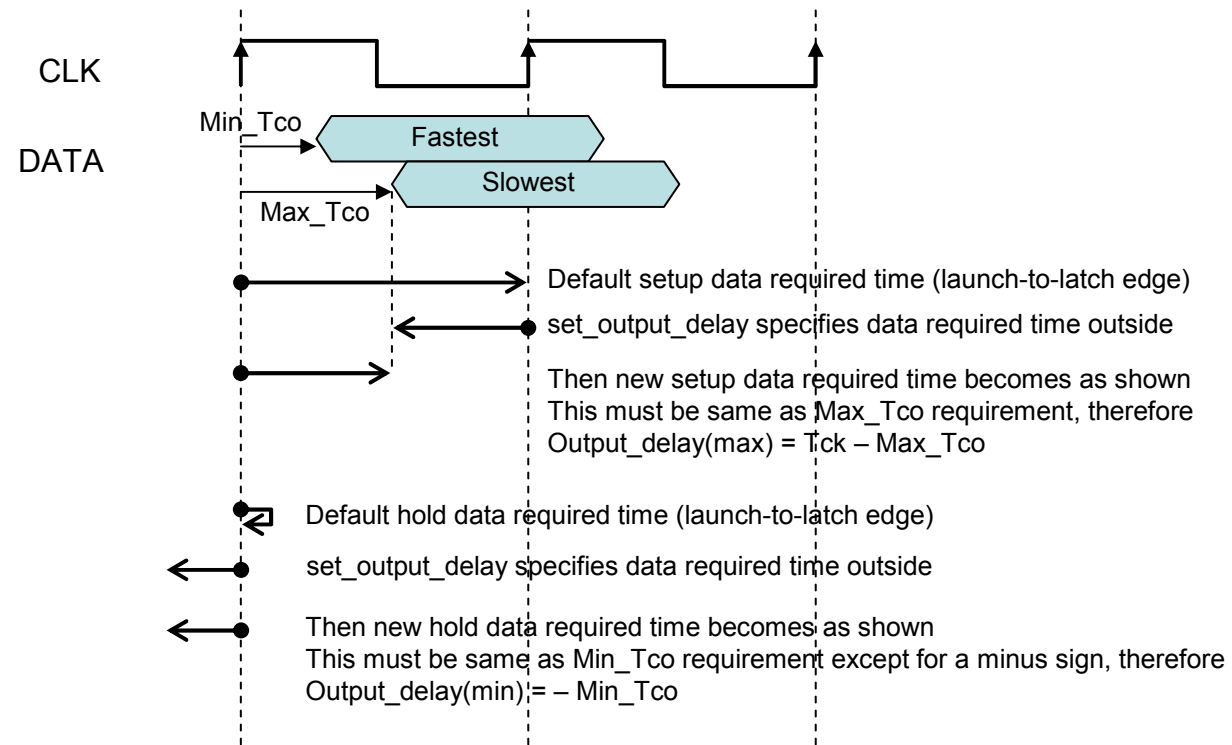 CLK
Min_Tco
Fastest
DATA
Slowest
Max_Tco
Default setup data required time (launch-to-latch edge)
set_output_delay specifies data required time outside
Then new setup data required time becomes as shown
This must be same as Max_Tco requirement, therefore
Output_delay(max) = Tck – Max_Tco
Default hold data required time (launch-to-latch edge)
set_output_delay specifies data required time outside
Then new hold data required time becomes as shown
This must be same as Min_Tco requirement except for a minus sign, therefore
Output_delay(min) = – Min_Tco